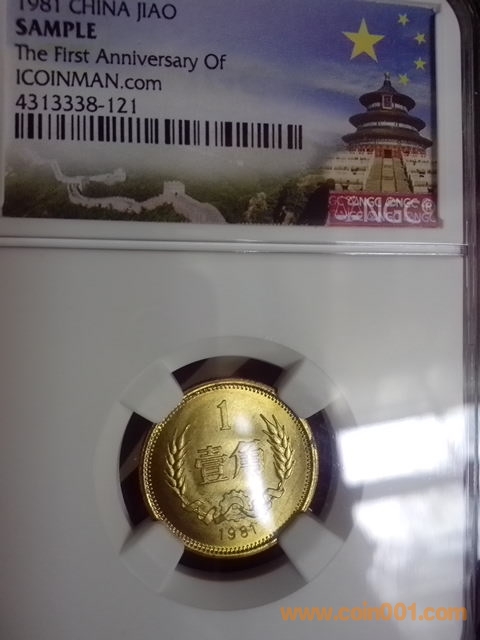 1981 CHINA JIAO
SAMPLE
The First Anniversary Of
ICOINMAN.com
4313338-121
NGC®
1
壹角
1981
www.coin001.com